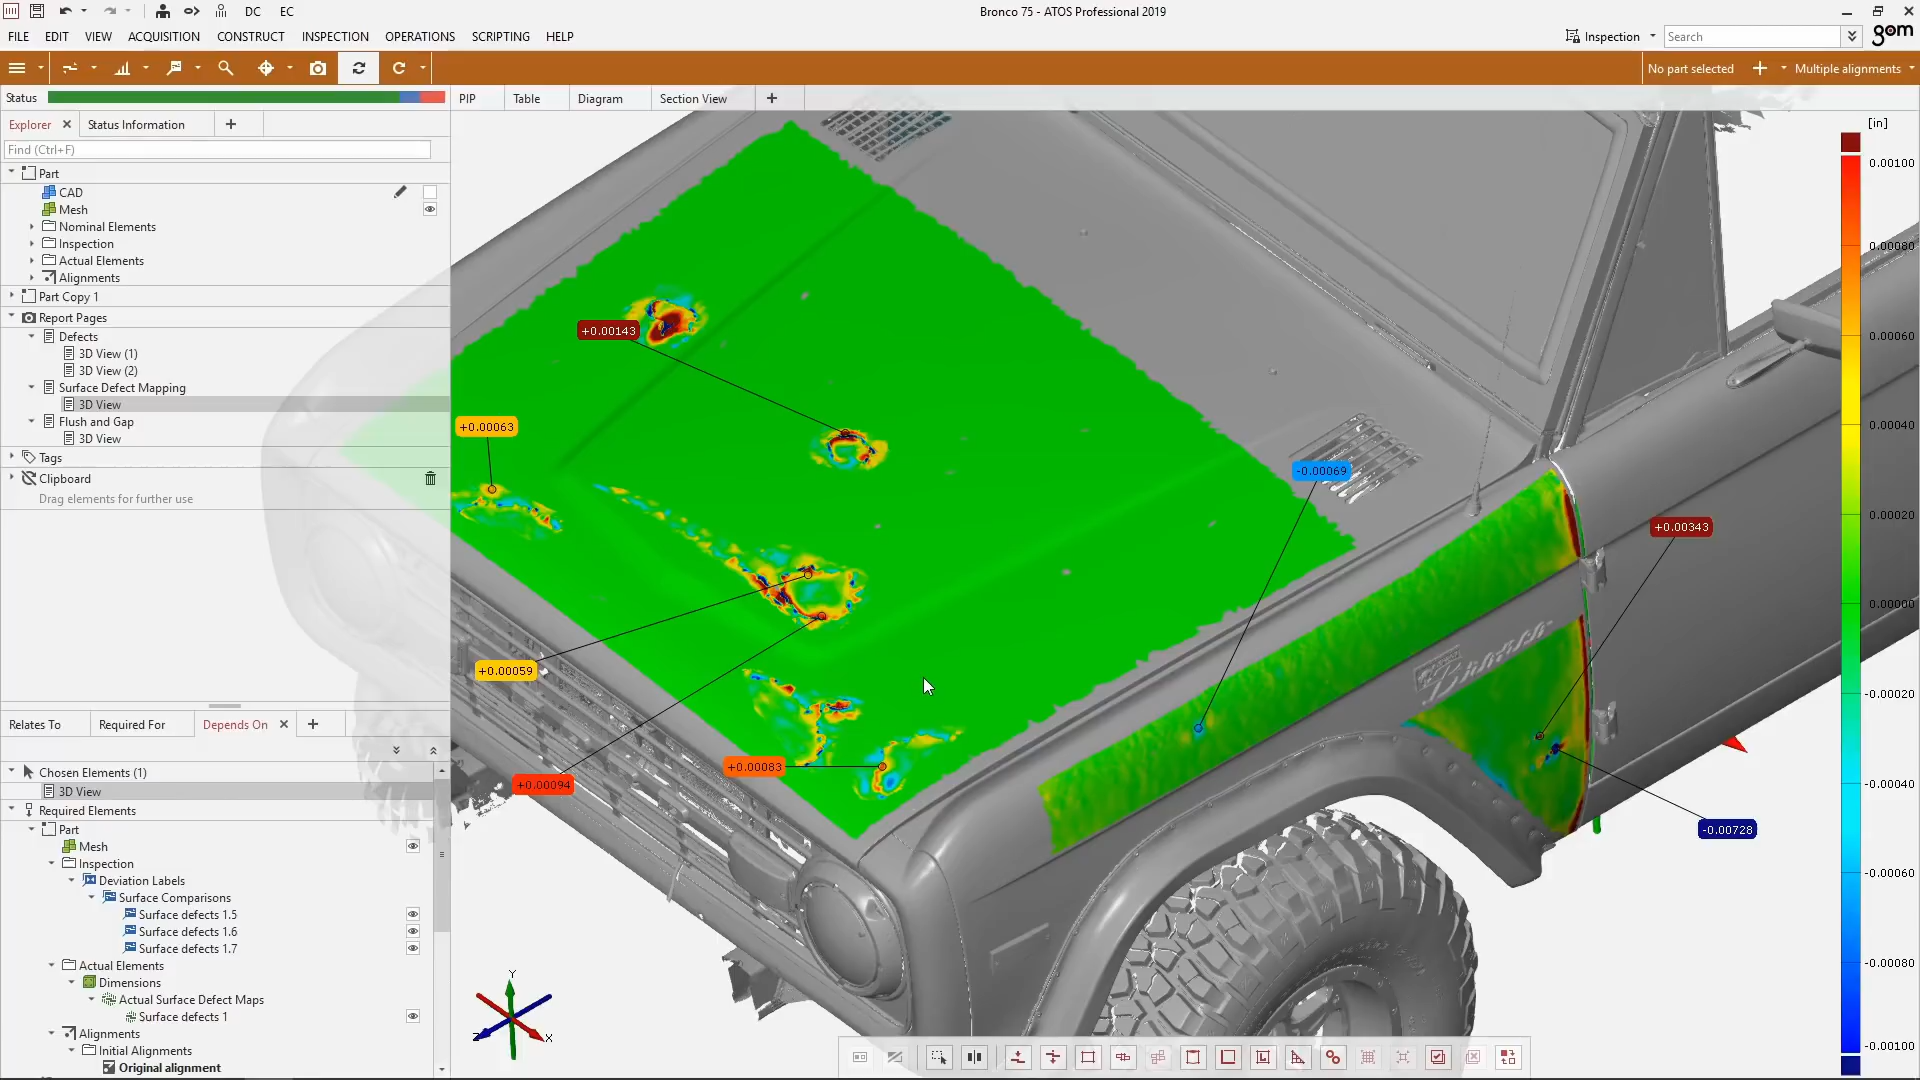 DC EC
Bronco 75 - ATOS Professional 2019
FILE EDIT VIEW ACQUISITION CONSTRUCT INSPECTION OPERATIONS SCRIPTING HELP
Inspection Search gom
No part selected Multiple alignments
Status PIP Table Diagram Section View
Explorer Status Information
Find (Ctrl+F)
Part
CAD
Mesh
Nominal Elements
Inspection
Actual Elements
Alignments
Part Copy 1
Report Pages
Defects
3D View (1)
3D View (2)
Surface Defect Mapping
3D View
Flush and Gap
3D View
Tags
Clipboard
Drag elements for further use
Relates To Required For Depends On
Chosen Elements (1)
3D View
Required Elements
Part
Mesh
Inspection
Deviation Labels
Surface Comparisons
Surface defects 1.5
Surface defects 1.6
Surface defects 1.7
Actual Elements
Dimensions
Actual Surface Defect Maps
Surface defects 1
Alignments
Initial Alignments
Original alignment
+0.00143
+0.00063
-0.00069
+0.00343
+0.00059
+0.00083
+0.00094
-0.00728
Bronco
Y
Z
X
[in]
0.00100
0.00080
0.00060
0.00040
0.00020
0.00000
-0.00020
-0.00040
-0.00060
-0.00080
-0.00100